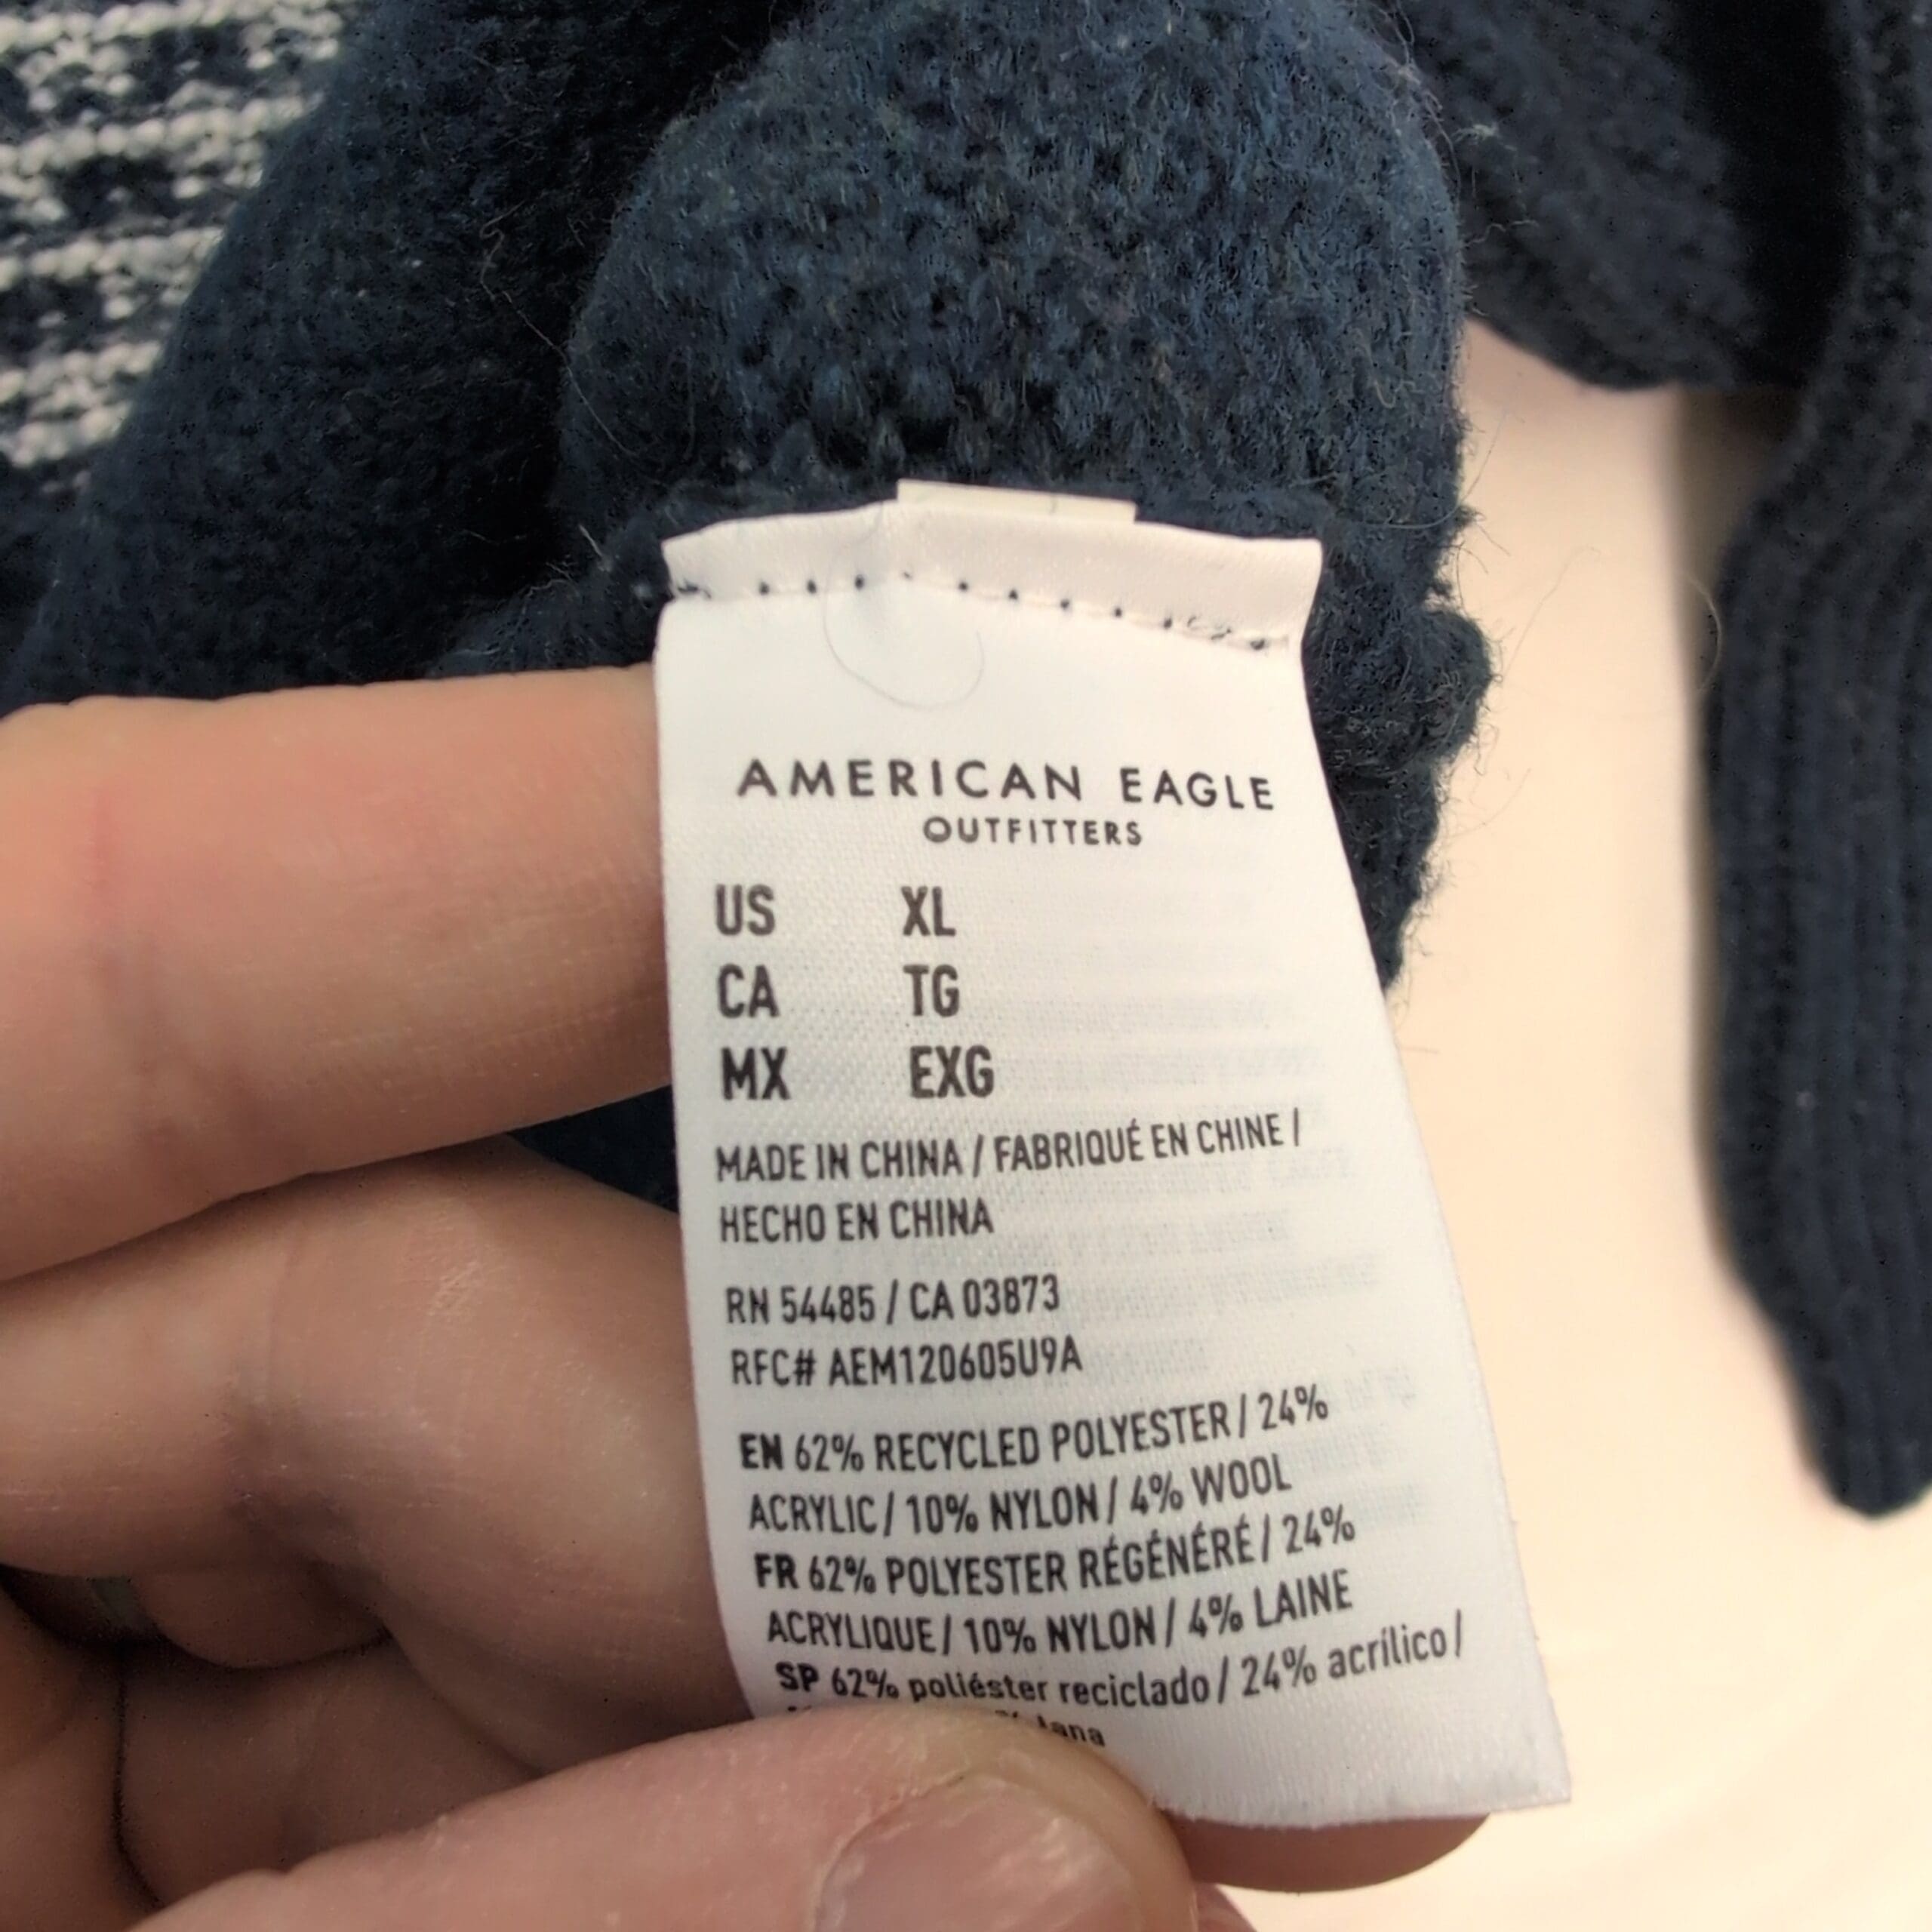 AMERICAN EAGLE
OUTFITTERS
US XL
CA TG
MX EXG
MADE IN CHINA / FABRIQUÉ EN CHINE /
HECHO EN CHINA
RN 54485 / CA 03873
RFC# AEM120605U9A
EN 62% RECYCLED POLYESTER / 24%
ACRYLIC / 10% NYLON / 4% WOOL
FR 62% POLYESTER RÉGÉNÉRÉ / 24%
ACRYLIQUE / 10% NYLON / 4% LAINE
SP 62% poliéster reciclado / 24% acrílico /
% lana